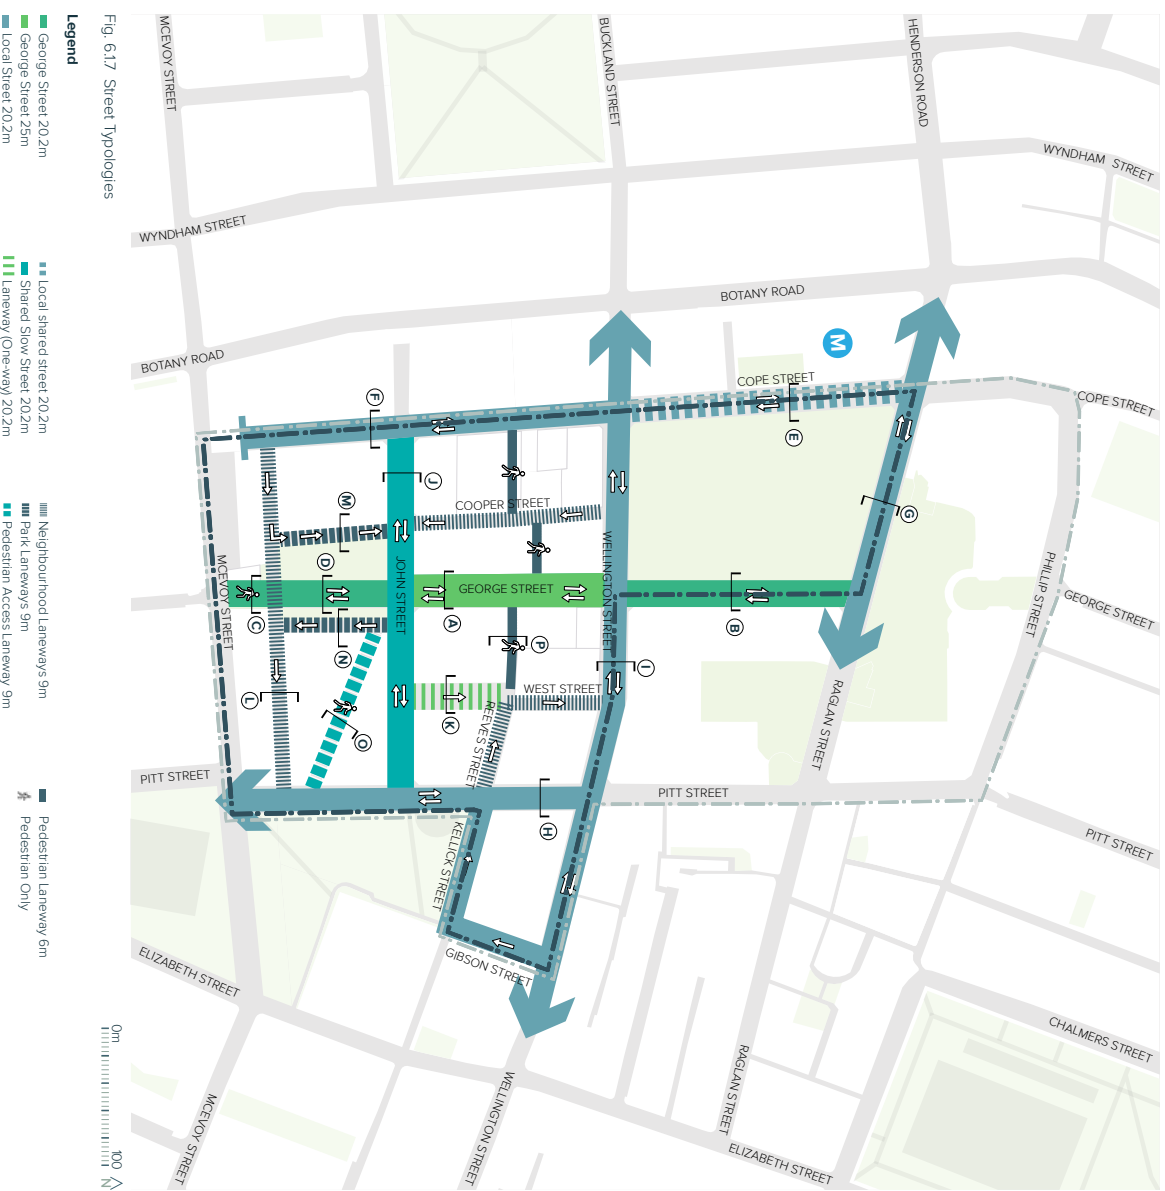 Fig. 6.1.7 Street Typologies
Legend
George Street 20.2m
George Street 25m
Local Street 20.2m
Local shared street 20.2m
Shared Slow Street 20.2m
Laneway (One-way) 20.2m
Neighbourhood Laneways 9m
Park Laneways 9m
Pedestrian Access Laneway 9m
Pedestrian Laneway 6m
Pedestrian Only
0m
100
N
MCEVOY STREET
BUCKLAND STREET
HENDERSON ROAD
WYNDHAM STREET
WYNDHAM STREET
BOTANY ROAD
BOTANY ROAD
M
COPE STREET
COPE STREET
F
E
J
G
M
COOPER STREET
D
MCEVOY STREET
JOHN STREET
GEORGE STREET
WELLINGTON STREET
PHILLIP STREET
GEORGE STREET
C
A
B
N
P
I
L
O
K
WEST STREET
REEVES STREET
RAGLAN STREET
PITT STREET
PITT STREET
PITT STREET
H
KELLICK STREET
GIBSON STREET
ELIZABETH STREET
CHALMERS STREET
RAGLAN STREET
MCEVOY STREET
WELLINGTON STREET
ELIZABETH STREET